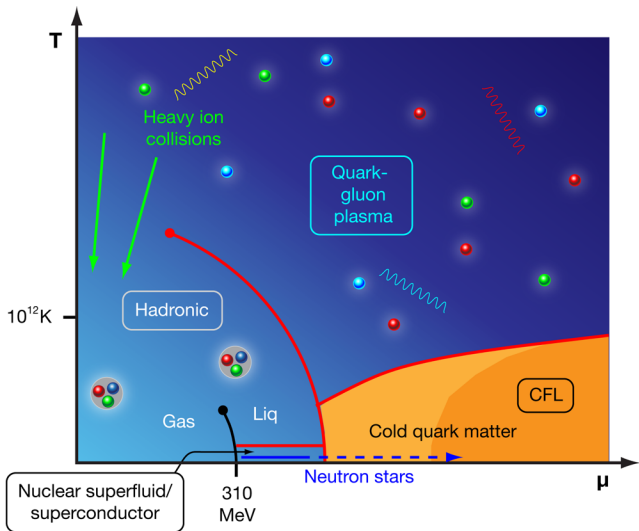 T
Heavy ion
collisions
Quark-
gluon
plasma
10¹²K
Hadronic
CFL
Gas
Liq
Cold quark matter
Neutron stars
μ
Nuclear superfluid/
superconductor
310
MeV